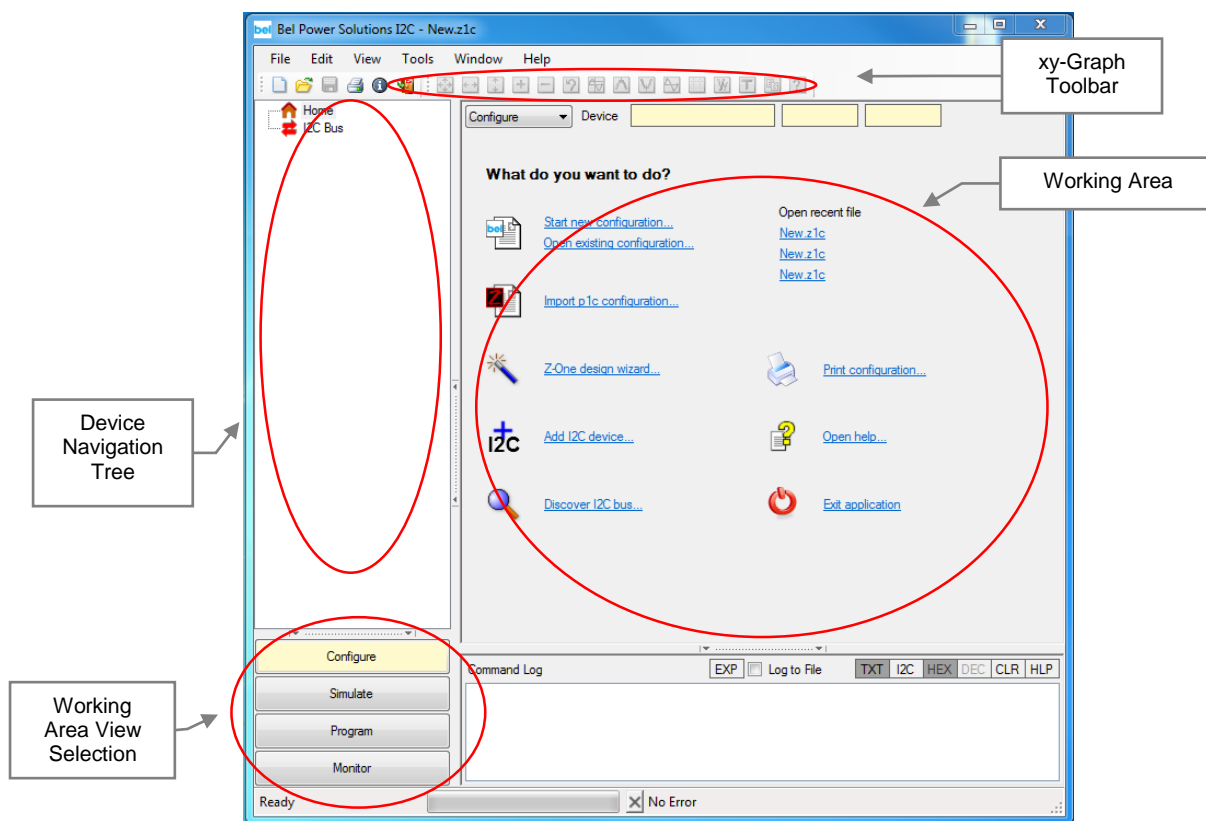 bel Bel Power Solutions I2C - New.z1c
File Edit View Tools Window Help
xy-Graph
Toolbar
Home
I2C Bus
Configure Device
Working Area
What do you want to do?
bel
Start new configuration...
Open existing configuration...
Open recent file
New.z1c
New.z1c
New.z1c
Z
Import p1c configuration...
Z-One design wizard...
Print configuration...
Device
Navigation
Tree
I2C
Add I2C device...
Open help...
Discover I2C bus...
Exit application
Working
Area View
Selection
Configure
Simulate
Program
Monitor
Command Log EXP Log to File TXT I2C HEX DEC CLR HLP
Ready No Error